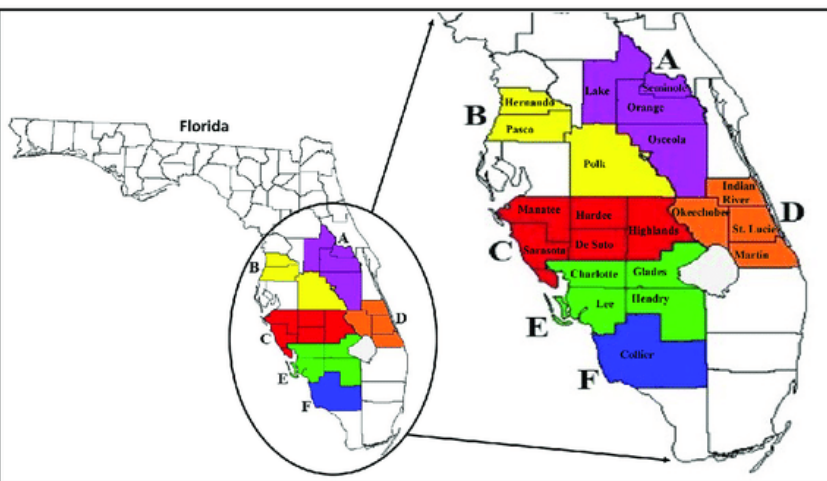 Florida
A
B
C
D
E
F
A
B
Hernando
Pasco
Lake
Seminole
Orange
Osceola
Polk
Indian
River
D
Manatee
Hardee
Okeechobee
St. Lucie
Highlands
C
Sarasota
De Soto
Martin
Charlotte
Glades
Lee
Hendry
E
Collier
F